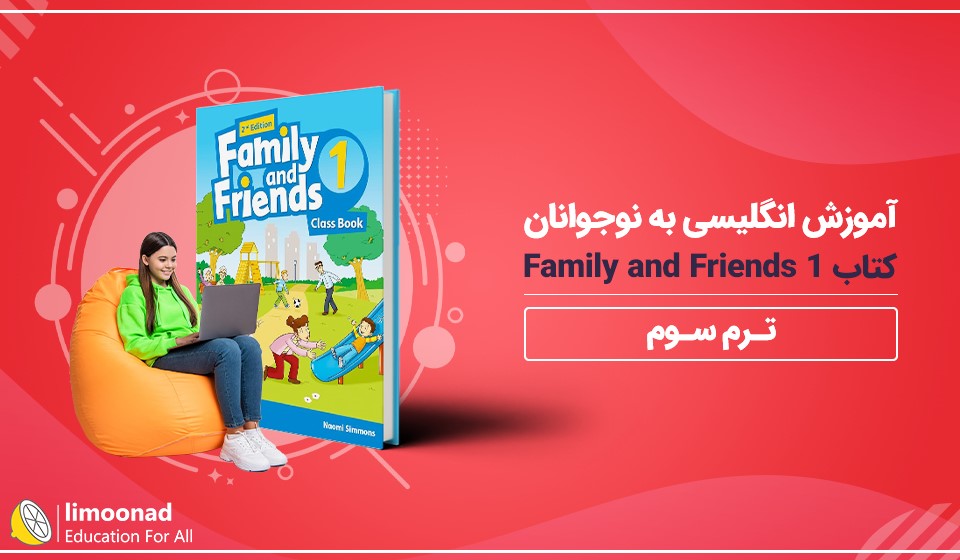 آموزش انگلیسی به نوجوانان
کتاب Family and Friends 1
ترم سوم
2nd Edition
Family
and
Friends
1
Class Book
Naomi Simmons
limoonad
Education For All